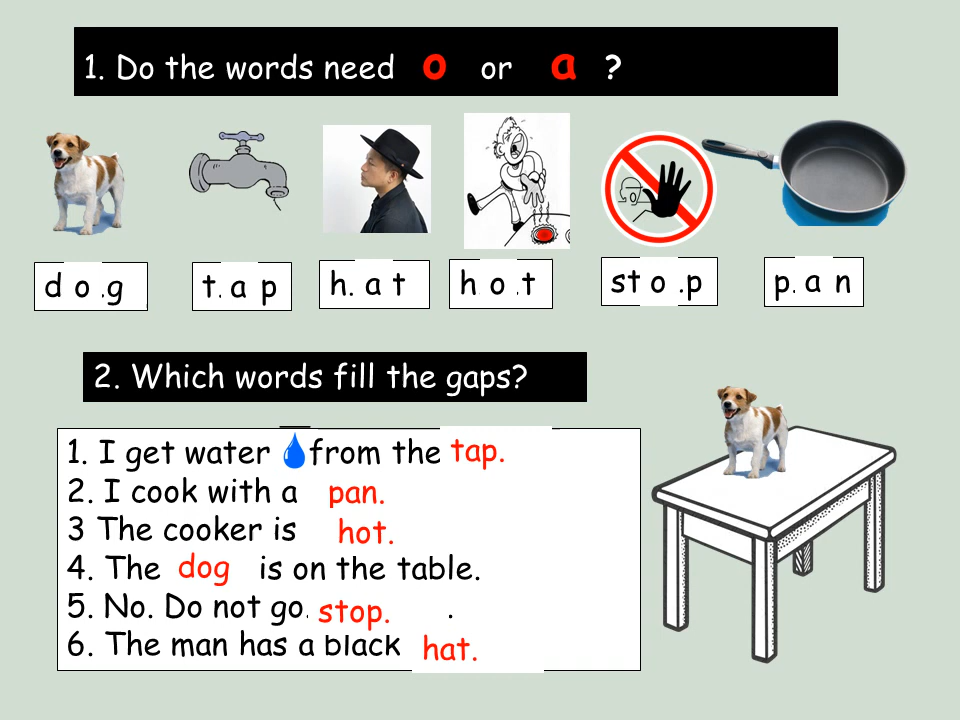 1. Do the words need o or a ?
d o .g
t. a p
h. a t
h. o .t
st o .p
p. a n
2. Which words fill the gaps?
1. I get water from the tap.
2. I cook with a pan.
3 The cooker is hot.
4. The dog is on the table.
5. No. Do not go. stop. .
6. The man has a black hat.